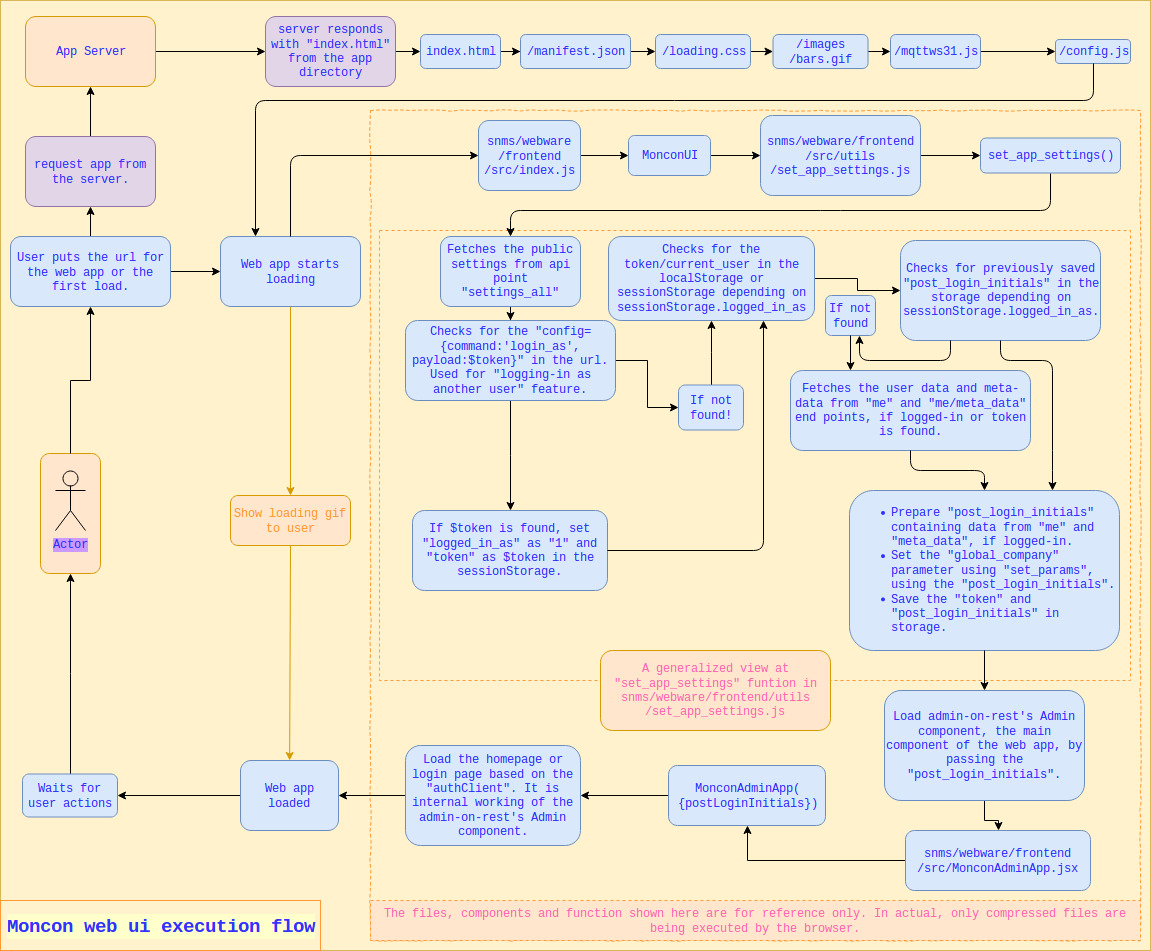 App Server
server responds
with "index.html"
from the app
directory
index.html
/manifest.json
/loading.css
/images
/bars.gif
/mqttws31.js
/config.js
request app from
the server.
snms/webware
/frontend
/src/index.js
MonconUI
snms/webware/frontend
/src/utils
/set_app_settings.js
set_app_settings()
User puts the url for
the web app or the
first load.
Web app starts
loading
Fetches the public
settings from api
point
"settings_all"
Checks for the
token/current_user in the
localStorage or
sessionStorage depending on
sessionStorage.logged_in_as
Checks for previously saved
"post_login_initials" in the
storage depending on
sessionStorage.logged_in_as.
If not
found
Checks for the "config=
{command:'login_as',
payload:$token}" in the url.
Used for "logging-in as
another user" feature.
If not
found!
Fetches the user data and meta-
data from "me" and "me/meta_data"
end points, if logged-in or token
is found.
Actor
Show loading gif
to user
If $token is found, set
"logged_in_as" as "1" and
"token" as $token in the
sessionStorage.
• Prepare "post_login_initials"
containing data from "me" and
"meta_data", if logged-in.
• Set the "global_company"
parameter using "set_params",
using the "post_login_initials".
• Save the "token" and
"post_login_initials" in
storage.
A generalized view at
"set_app_settings" funtion in
snms/webware/frontend/utils
/set_app_settings.js
Load admin-on-rest's Admin
component, the main
component of the web app, by
passing the
"post_login_initials".
Waits for
user actions
Web app
loaded
Load the homepage or
login page based on the
"authClient". It is
internal working of the
admin-on-rest's Admin
component.
MonconAdminApp(
{postLoginInitials})
snms/webware/frontend
/src/MonconAdminApp.jsx
Moncon web ui execution flow
The files, components and function shown here are for reference only. In actual, only compressed files are
being executed by the browser.